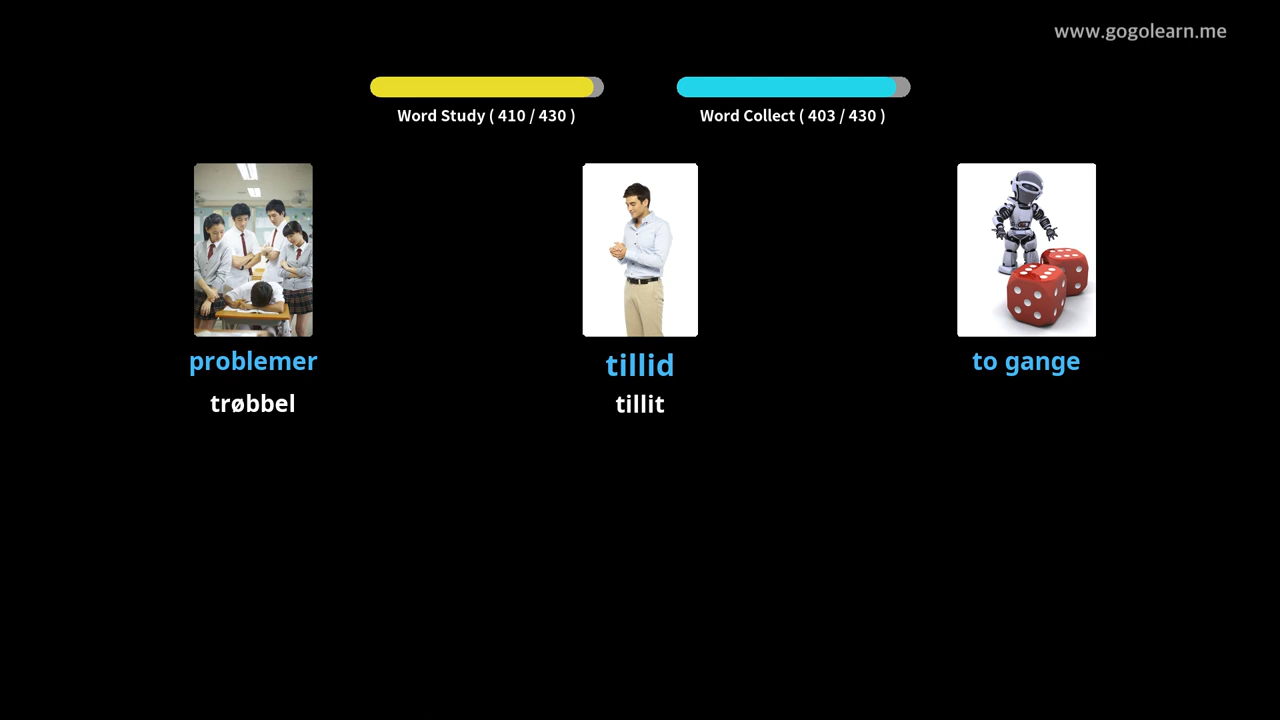 www.gogolearn.me
Word Study ( 410 / 430 )
Word Collect ( 403 / 430 )
problemer
trøbbel
tillid
tillit
to gange